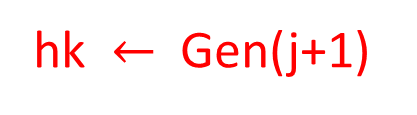 hk ← Gen(j+1)